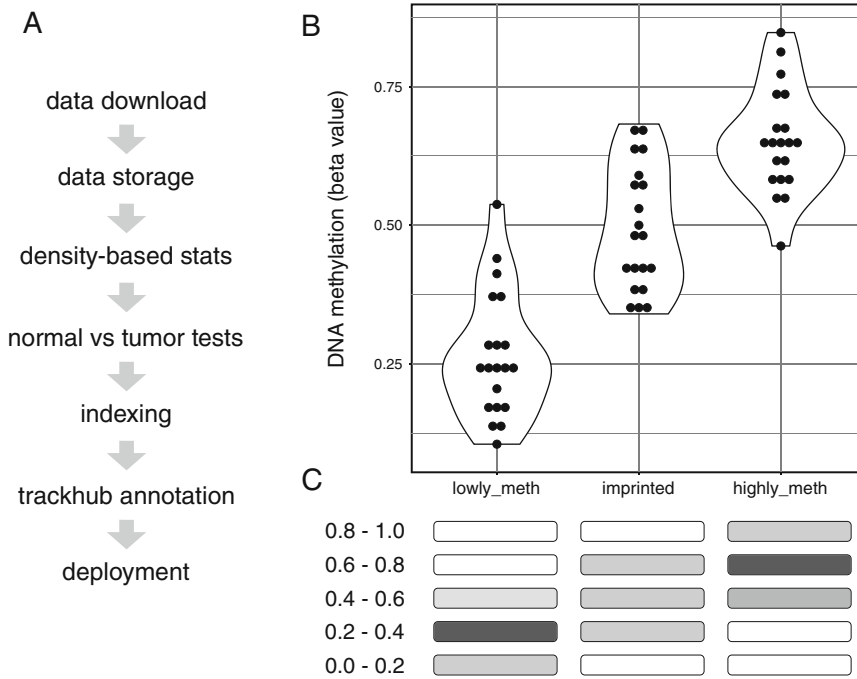 A
data download
data storage
density-based stats
normal vs tumor tests
indexing
trackhub annotation
deployment
B
DNA methylation (beta value)
0.75
0.50
0.25
lowly_meth
imprinted
highly_meth
C
0.8 - 1.0
0.6 - 0.8
0.4 - 0.6
0.2 - 0.4
0.0 - 0.2